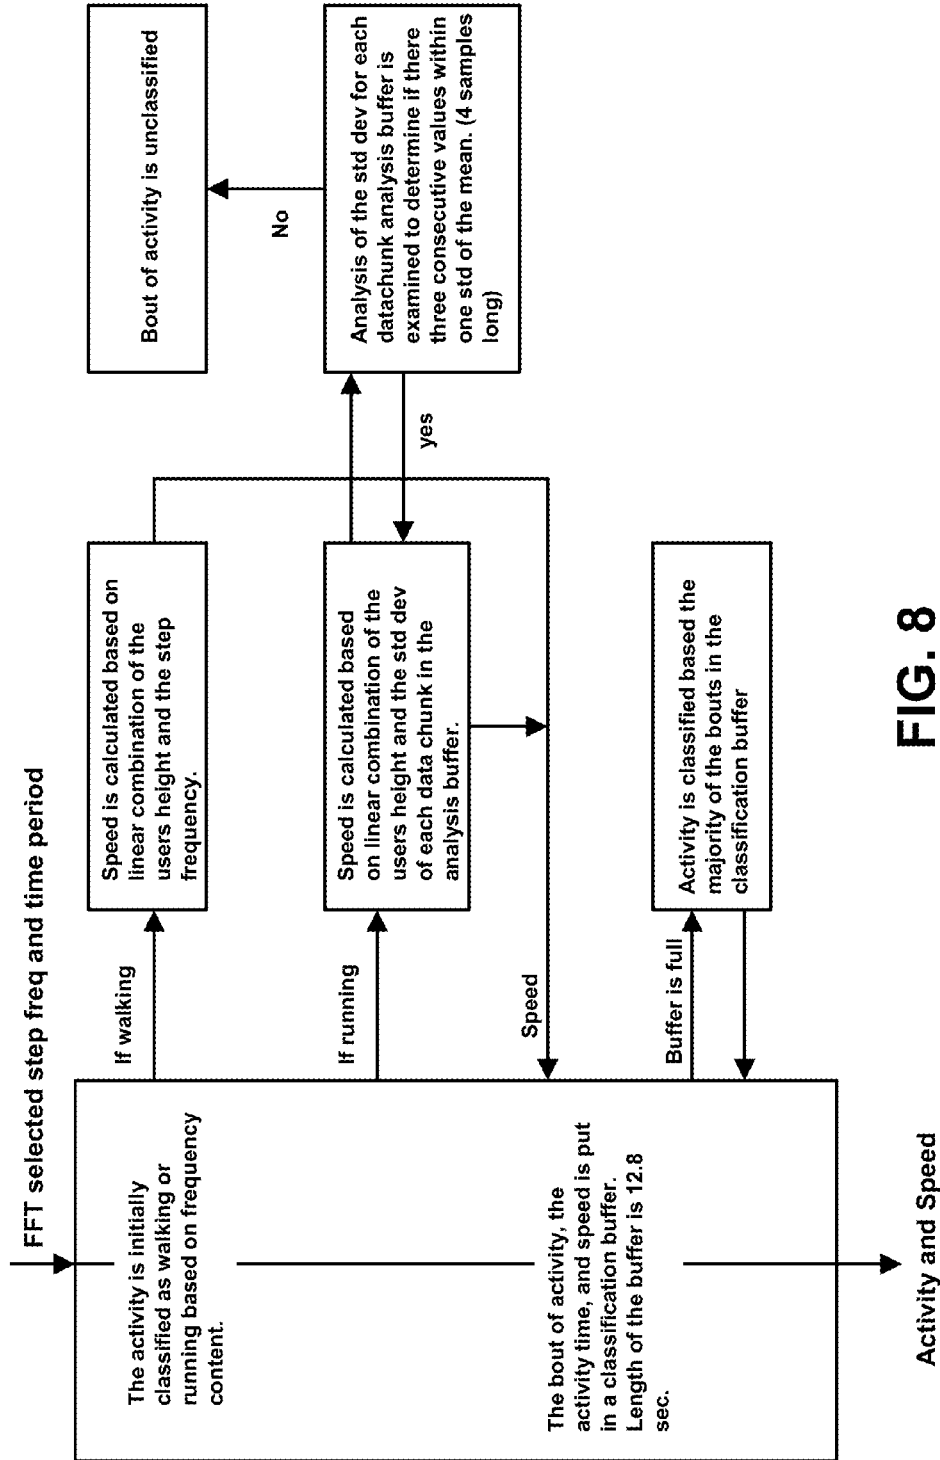 FFT selected step freq and time period
The activity is initially
classified as walking or
running based on frequency
content.
If walking
Speed is calculated based on
linear combination of the
users height and the step
frequency.
Bout of activity is unclassified
No
If running
Speed is calculated based
on linear combination of the
users height and the std dev
of each data chunk in the
analysis buffer.
yes
Analysis of the std dev for each
datachunk analysis buffer is
examined to determine if there
three consecutive values within
one std of the mean. (4 samples
long)
Speed
The bout of activity, the
activity time, and speed is put
in a classification buffer.
Length of the buffer is 12.8
sec.
Buffer is full
Activity is classified based the
majority of the bouts in the
classification buffer
Activity and Speed
FIG. 8